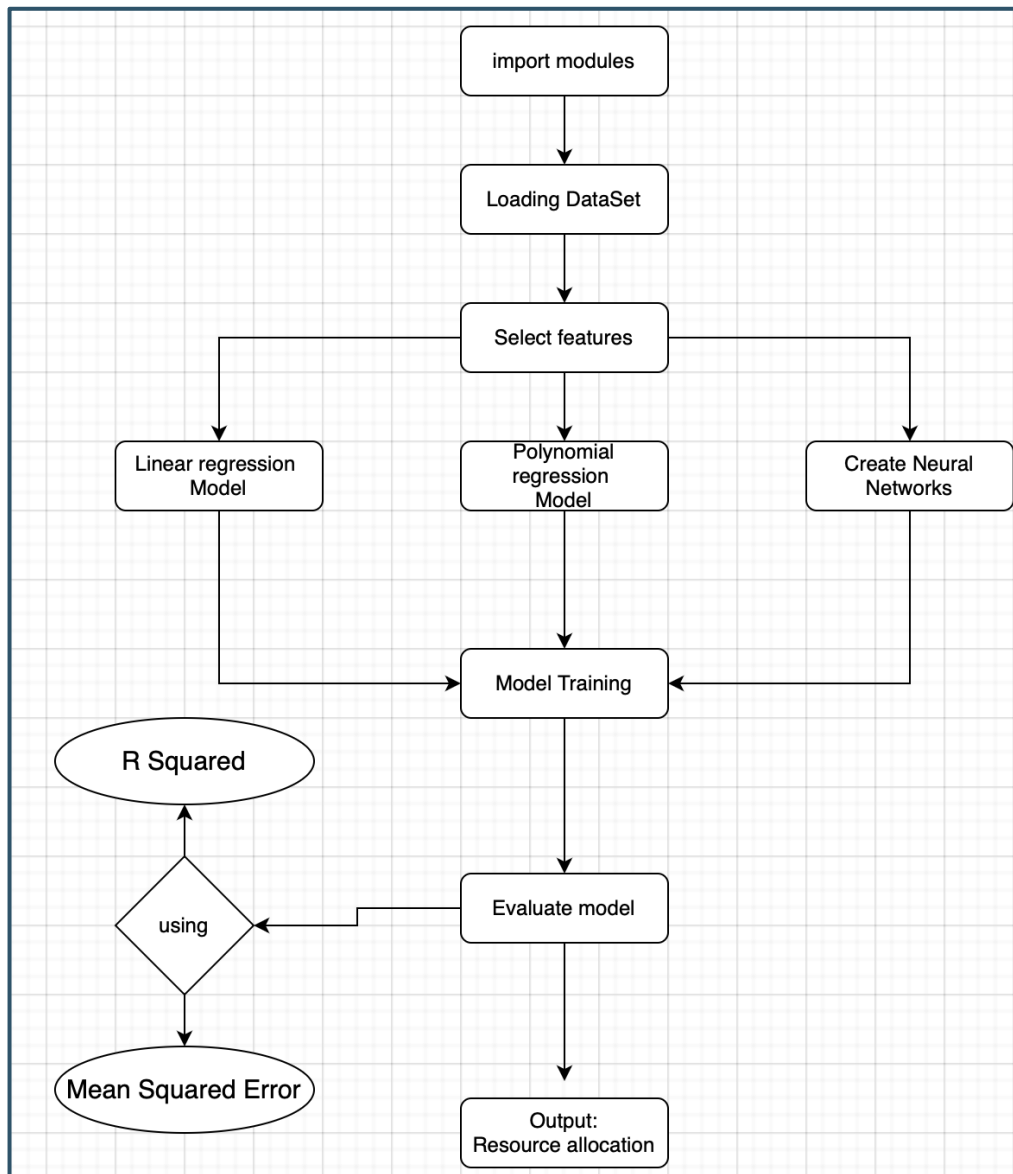 import modules
Loading DataSet
Select features
Linear regression
Model
Polynomial
regression
Model
Create Neural
Networks
Model Training
R Squared
using
Evaluate model
Mean Squared Error
Output:
Resource allocation